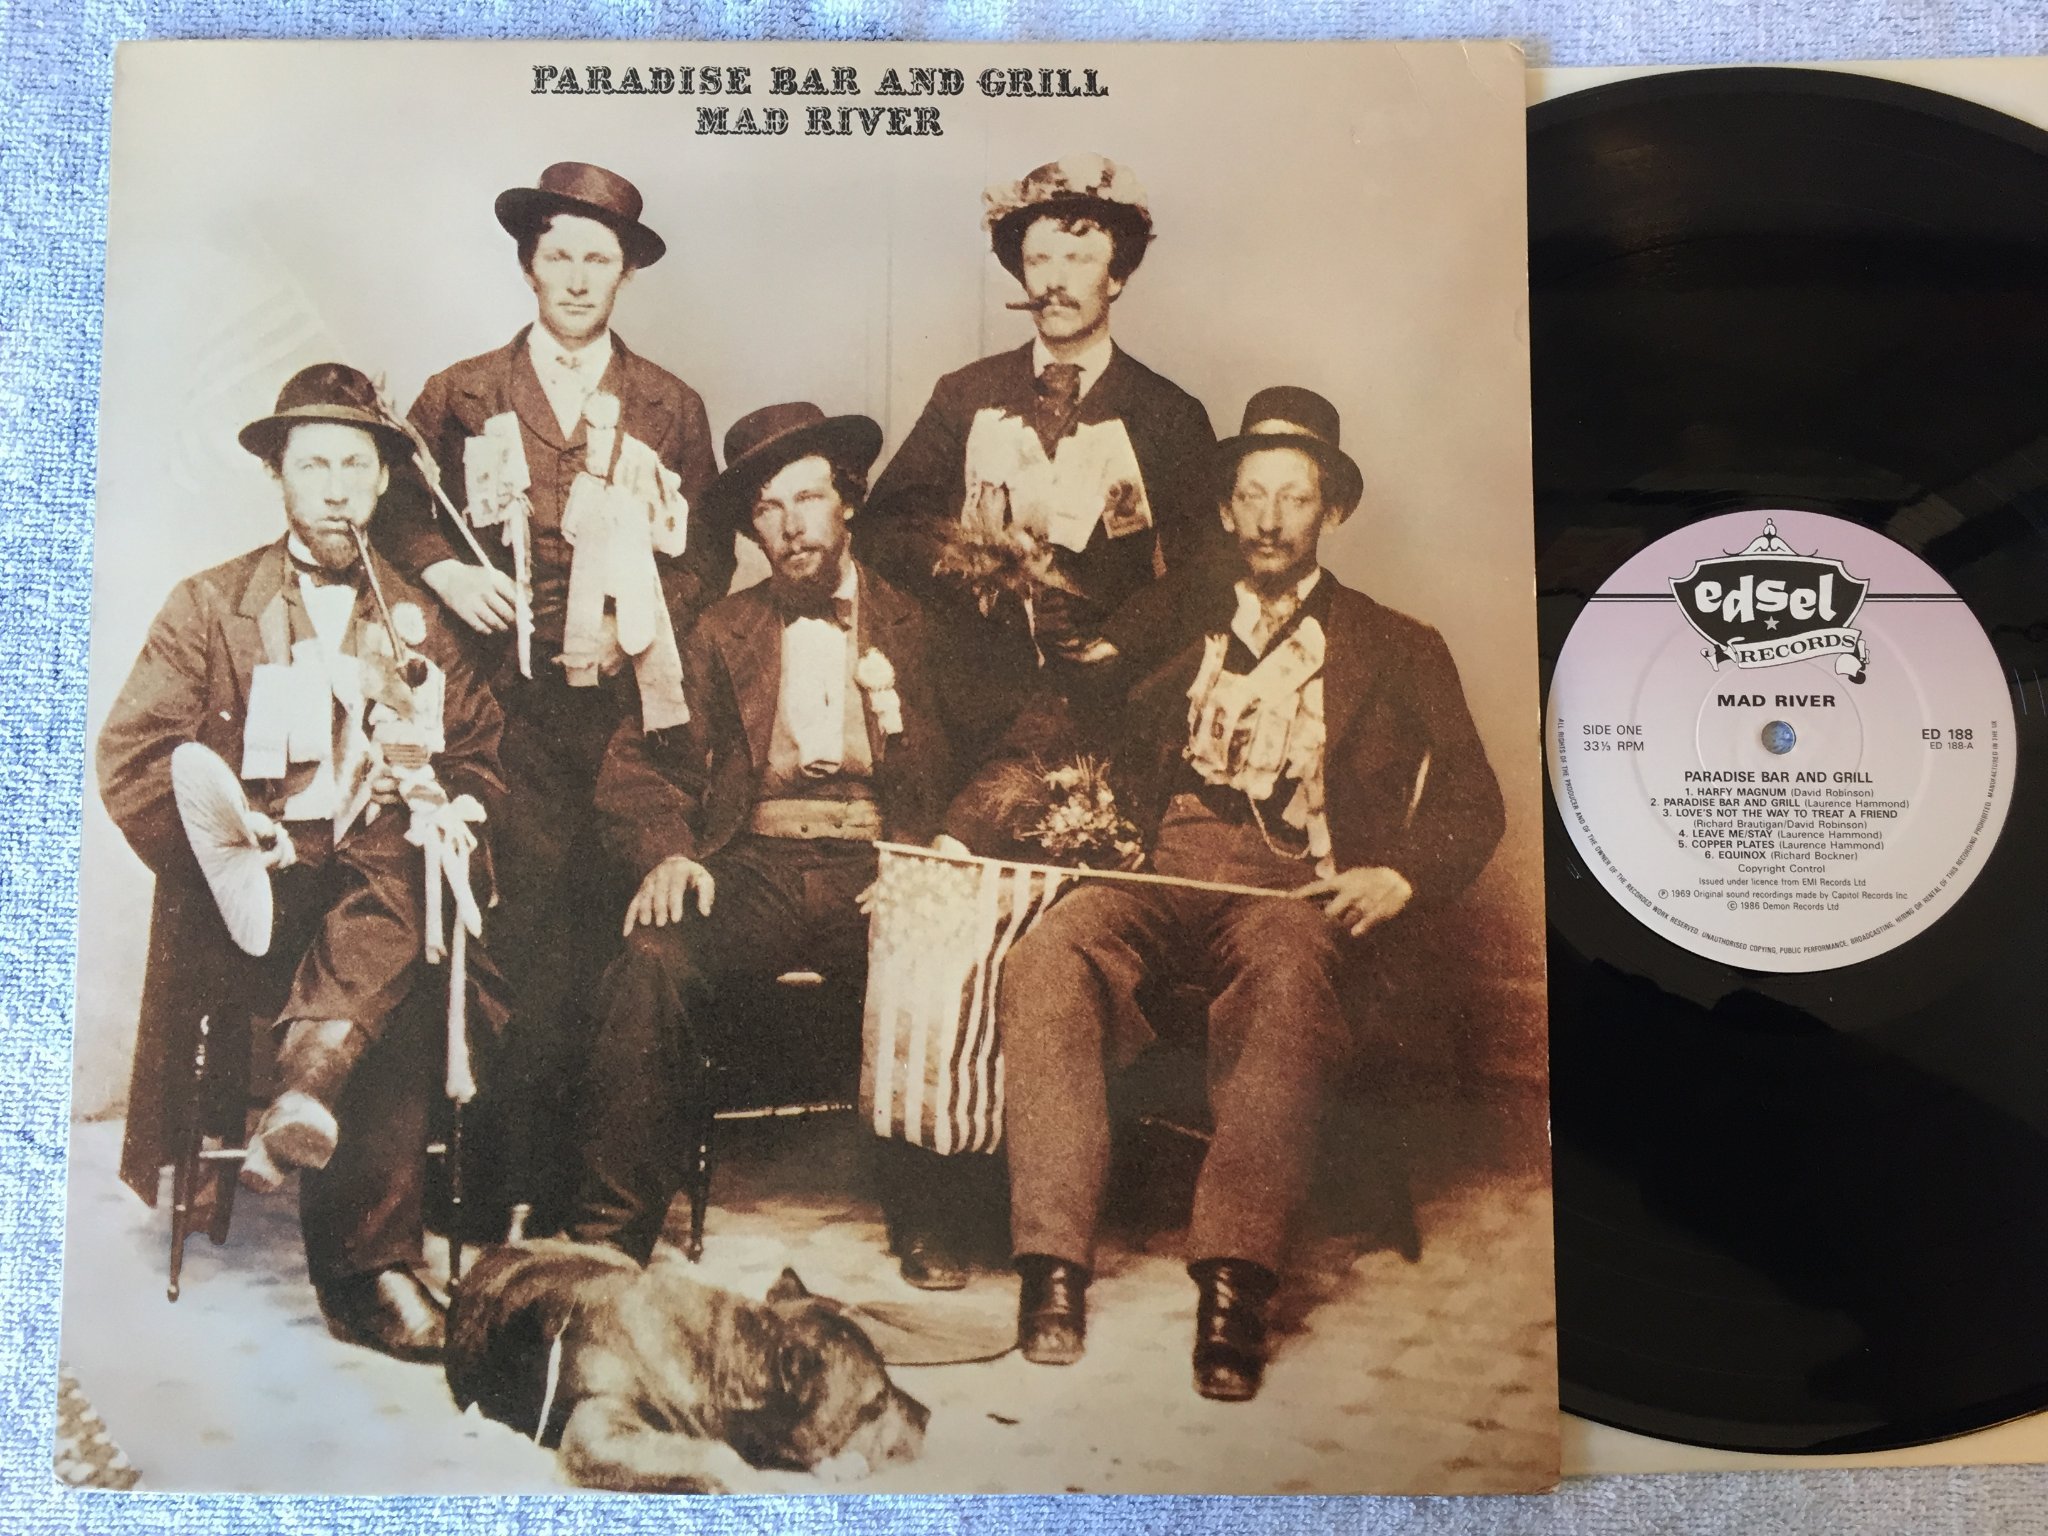 PARADISE BAR AND GRILL
MAD RIVER
edsel
RECORDS
MAD RIVER
SIDE ONE
33⅓ RPM
ED 188
ED 188-A
PARADISE BAR AND GRILL
1. HARFY MAGNUM (David Robinson)
2. PARADISE BAR AND GRILL (Laurence Hammond)
3. LOVE'S NOT THE WAY TO TREAT A FRIEND
(Richard Brautigan/David Robinson)
4. LEAVE ME/STAY (Laurence Hammond)
5. COPPER PLATES (Laurence Hammond)
6. EQUINOX (Richard Bockner)
Copyright Control
Issued under licence from EMI Records Ltd
Ⓟ 1969 Original sound recordings made by Capitol Records Inc
© 1986 Demon Records Ltd
ALL RIGHTS OF THE PRODUCER AND OF THE OWNER OF THE RECORDED WORK RESERVED. UNAUTHORISED COPYING, PUBLIC PERFORMANCE, BROADCASTING, HIRING OR RENTAL OF THIS RECORDING PROHIBITED. MANUFACTURED IN THE UK